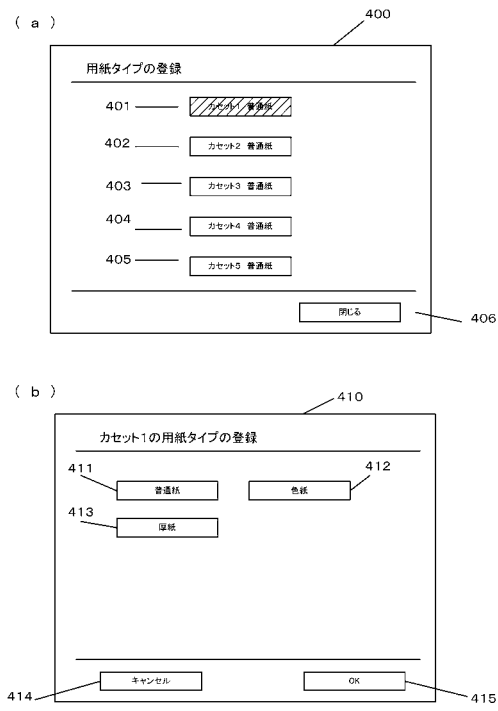 ( a )
400
用紙タイプの登録
401
カセット1 普通紙
402
カセット2 普通紙
403
カセット3 普通紙
404
カセット4 普通紙
405
カセット5 普通紙
閉じる
406
( b )
410
カセット1の用紙タイプの登録
411
412
普通紙
色紙
413
厚紙
キャンセル
OK
414
415